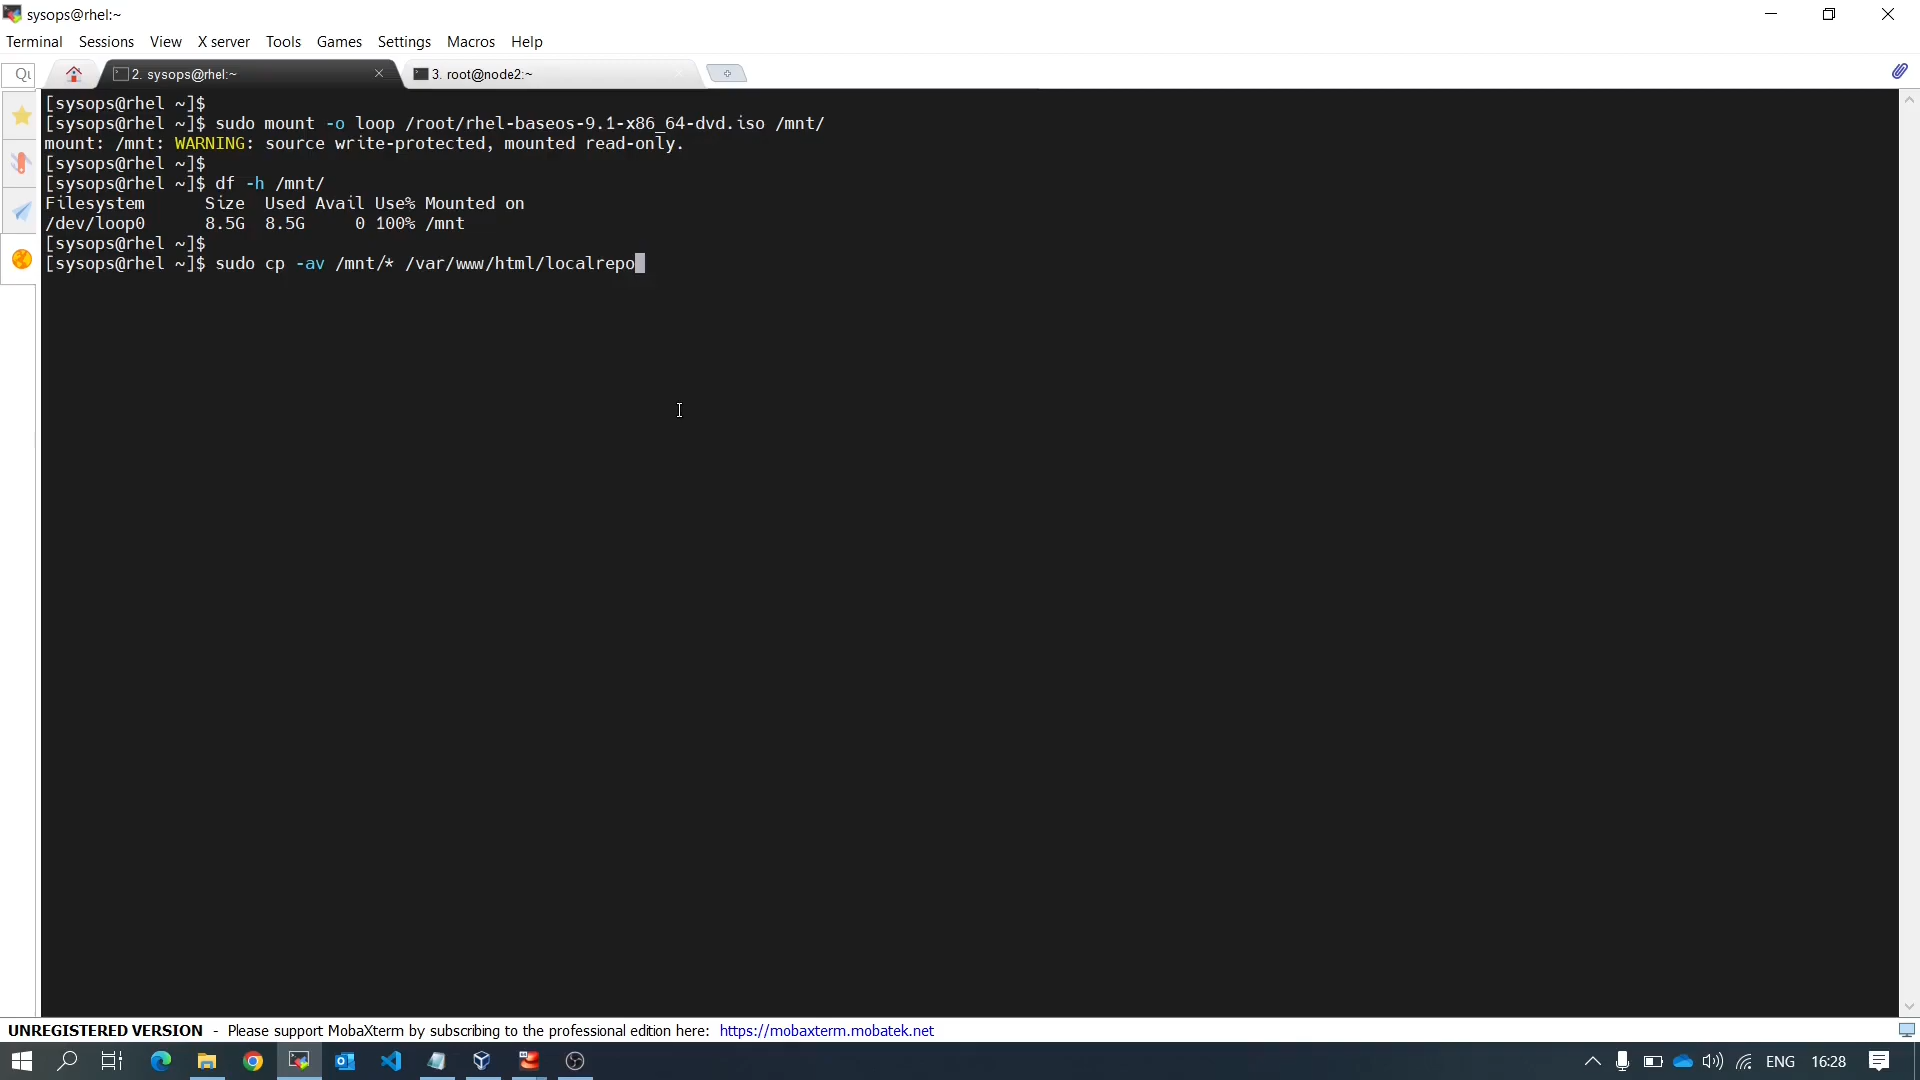 sysops@rhel:~
Terminal Sessions View X server Tools Games Settings Macros Help
2. sysops@rhel:~
3. root@node2:~
[sysops@rhel ~]$
[sysops@rhel ~]$ sudo mount -o loop /root/rhel-baseos-9.1-x86_64-dvd.iso /mnt/
mount: /mnt: WARNING: source write-protected, mounted read-only.
[sysops@rhel ~]$
[sysops@rhel ~]$ df -h /mnt/
Filesystem      Size  Used Avail Use% Mounted on
/dev/loop0      8.5G  8.5G     0 100% /mnt
[sysops@rhel ~]$
[sysops@rhel ~]$ sudo cp -av /mnt/* /var/www/html/localrepo
UNREGISTERED VERSION - Please support MobaXterm by subscribing to the professional edition here: https://mobaxterm.mobatek.net
ENG 16:28